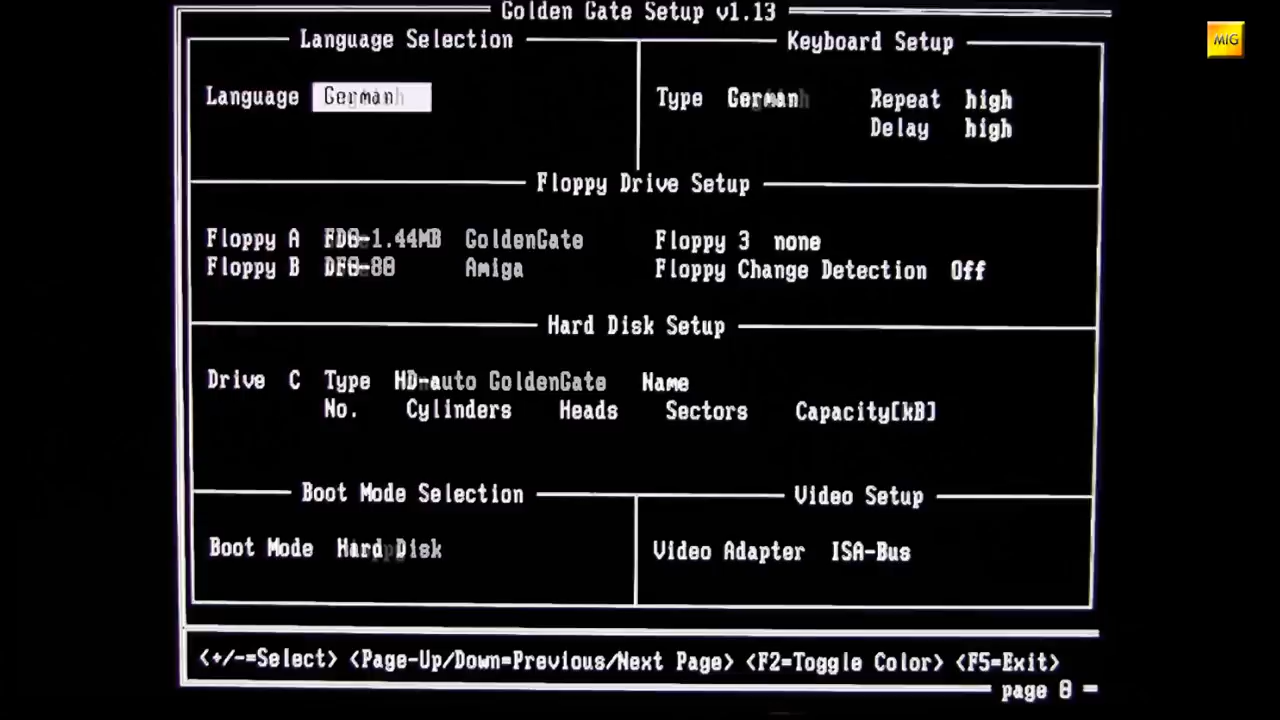 Golden Gate Setup v1.13
MIG
Language Selection
Keyboard Setup
Language German
Type German Repeat high
Delay high
Floppy Drive Setup
Floppy A FD0-1.44MB GoldenGate Floppy 3 none
Floppy B DF0-80 Amiga Floppy Change Detection Off
Hard Disk Setup
Drive C Type HD-auto GoldenGate Name
No. Cylinders Heads Sectors Capacity[kB]
Boot Mode Selection
Video Setup
Boot Mode Hard Disk
Video Adapter ISA-Bus
<+/-=Select> <Page-Up/Down=Previous/Next Page> <F2=Toggle Color> <F5=Exit>
page 0